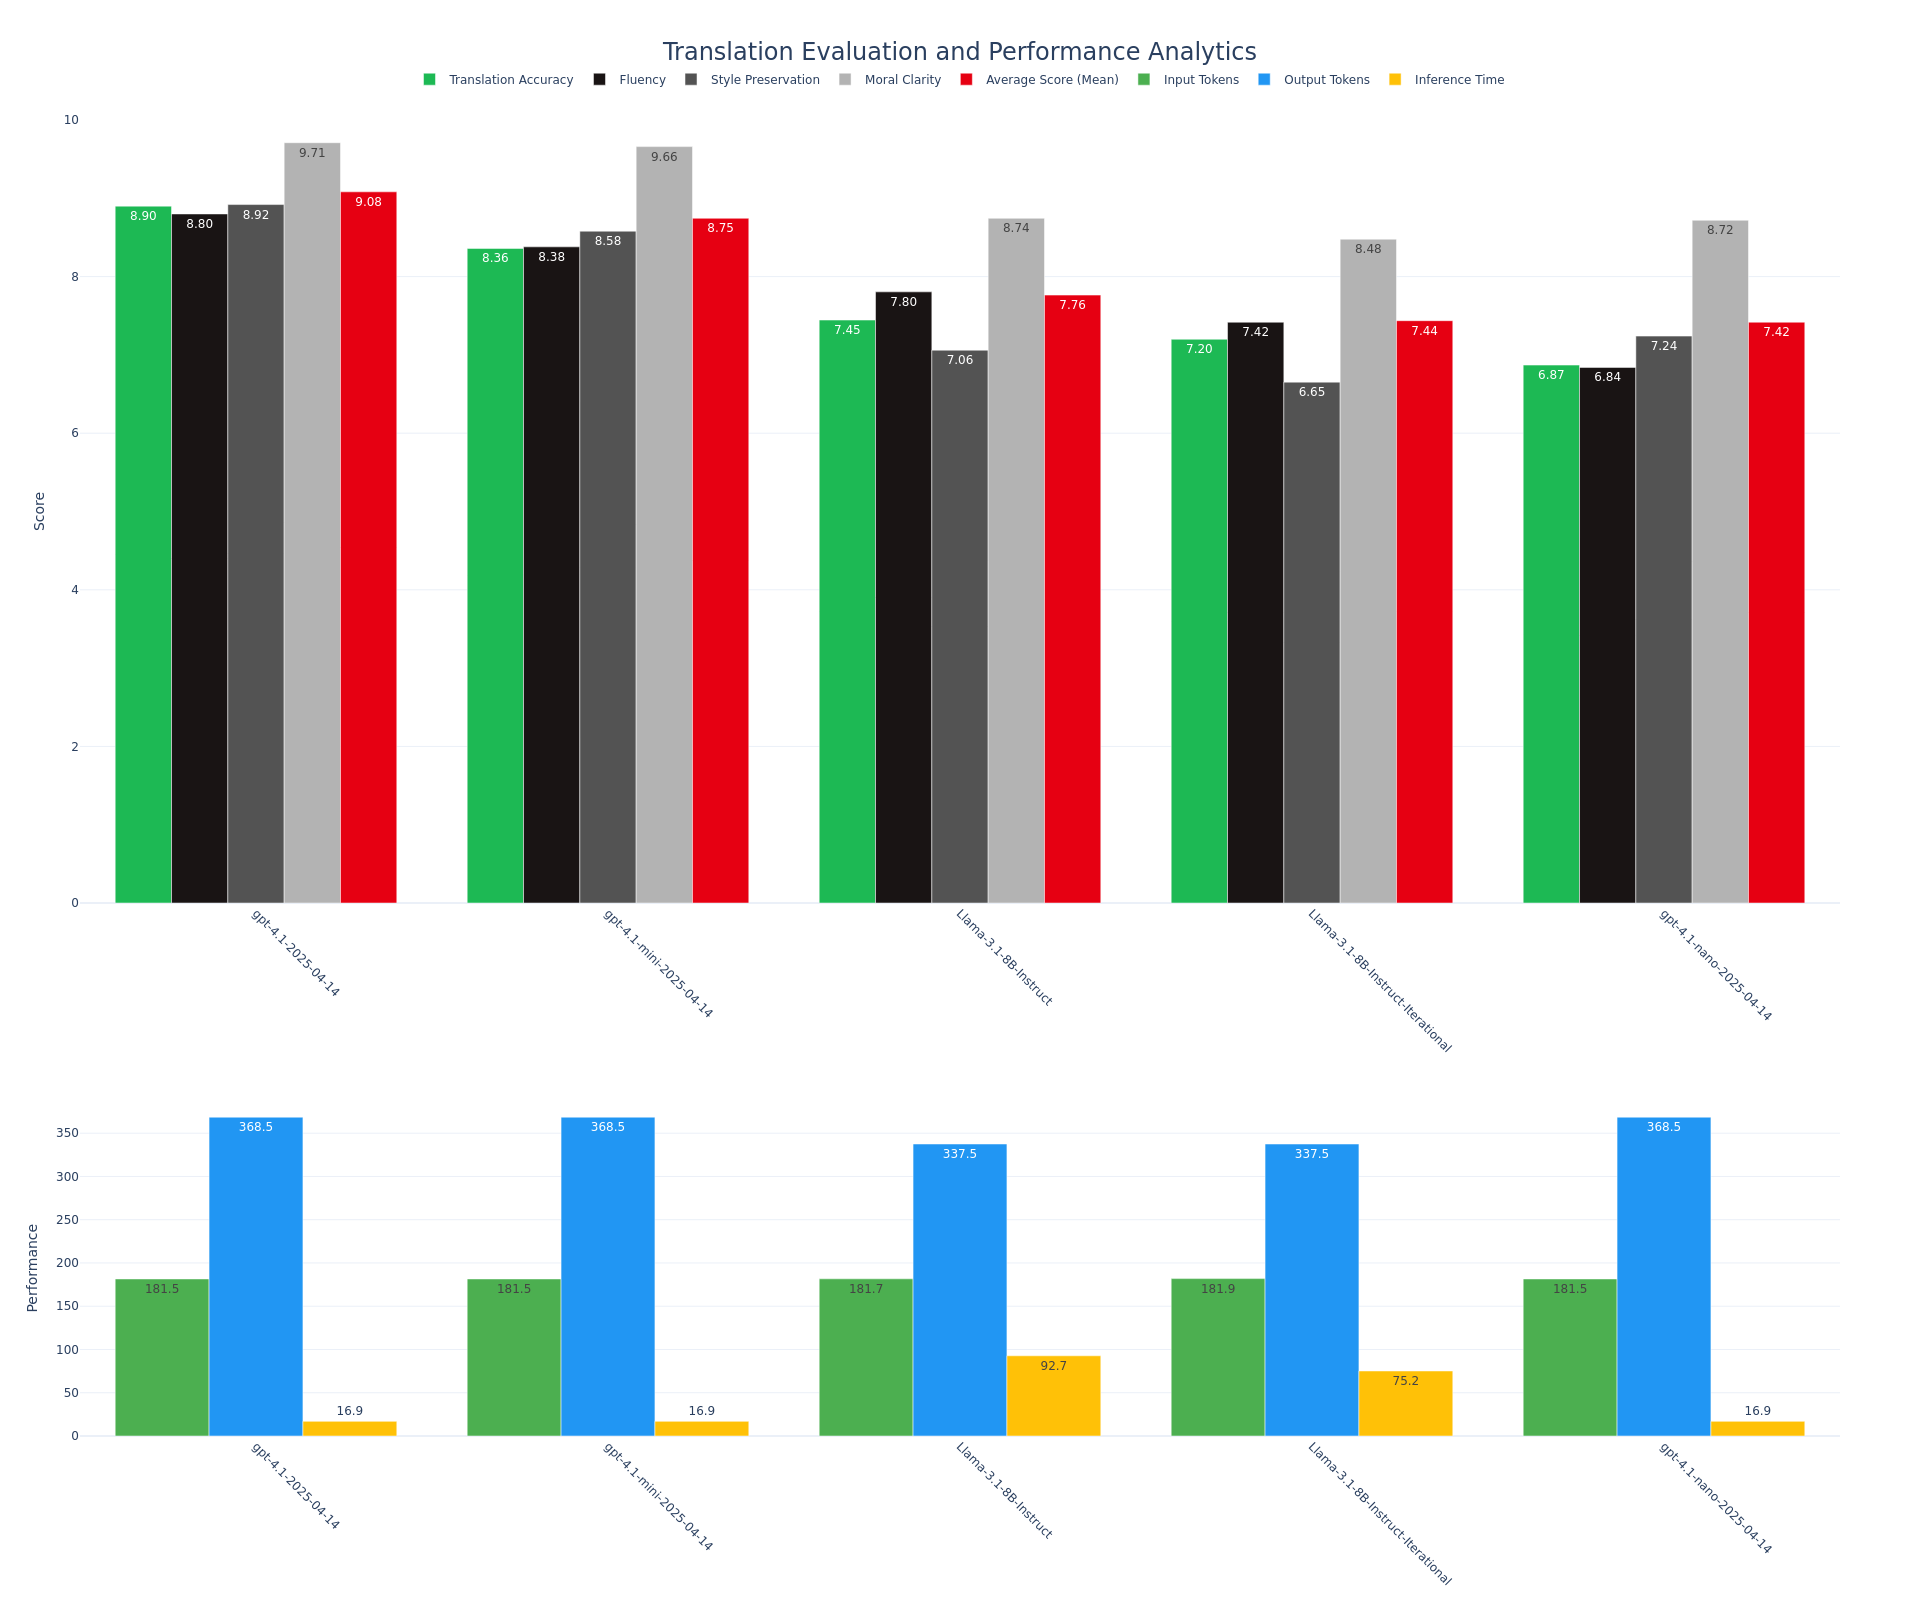 Translation Evaluation and Performance Analytics
Translation Accuracy Fluency Style Preservation Moral Clarity Average Score (Mean) Input Tokens Output Tokens Inference Time
Score
10
8
6
4
2
0
8.90 8.80 8.92 9.71 9.08
8.36 8.38 8.58 9.66 8.75
7.45 7.80 7.06 8.74 7.76
7.20 7.42 6.65 8.48 7.44
6.87 6.84 7.24 8.72 7.42
gpt-4.1-2025-04-14
gpt-4.1-mini-2025-04-14
Llama-3.1-8B-Instruct
Llama-3.1-8B-Instruct-Iterational
gpt-4.1-nano-2025-04-14
Performance
350
300
250
200
150
100
50
0
181.5 368.5 16.9
181.5 368.5 16.9
181.7 337.5 92.7
181.9 337.5 75.2
181.5 368.5 16.9
gpt-4.1-2025-04-14
gpt-4.1-mini-2025-04-14
Llama-3.1-8B-Instruct
Llama-3.1-8B-Instruct-Iterational
gpt-4.1-nano-2025-04-14